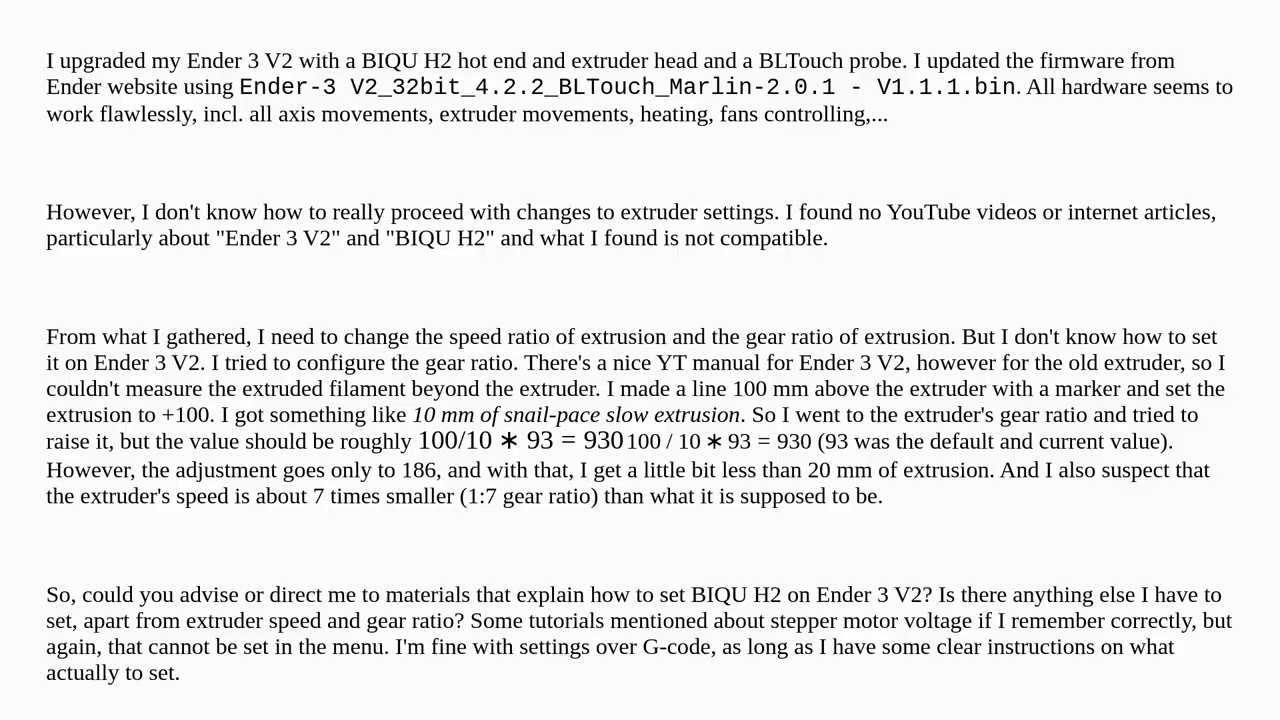 I upgraded my Ender 3 V2 with a BIQU H2 hot end and extruder head and a BLTouch probe. I updated the firmware from
Ender website using Ender-3 V2_32bit_4.2.2_BLTouch_Marlin-2.0.1 - V1.1.1.bin. All hardware seems to
work flawlessly, incl. all axis movements, extruder movements, heating, fans controlling,...
However, I don't know how to really proceed with changes to extruder settings. I found no YouTube videos or internet articles,
particularly about "Ender 3 V2" and "BIQU H2" and what I found is not compatible.
From what I gathered, I need to change the speed ratio of extrusion and the gear ratio of extrusion. But I don't know how to set
it on Ender 3 V2. I tried to configure the gear ratio. There's a nice YT manual for Ender 3 V2, however for the old extruder, so I
couldn't measure the extruded filament beyond the extruder. I made a line 100 mm above the extruder with a marker and set the
extrusion to +100. I got something like 10 mm of snail-pace slow extrusion. So I went to the extruder's gear ratio and tried to
raise it, but the value should be roughly 100/10 ∗ 93 = 930 100 / 10 ∗ 93 = 930 (93 was the default and current value).
However, the adjustment goes only to 186, and with that, I get a little bit less than 20 mm of extrusion. And I also suspect that
the extruder's speed is about 7 times smaller (1:7 gear ratio) than what it is supposed to be.
So, could you advise or direct me to materials that explain how to set BIQU H2 on Ender 3 V2? Is there anything else I have to
set, apart from extruder speed and gear ratio? Some tutorials mentioned about stepper motor voltage if I remember correctly, but
again, that cannot be set in the menu. I'm fine with settings over G-code, as long as I have some clear instructions on what
actually to set.